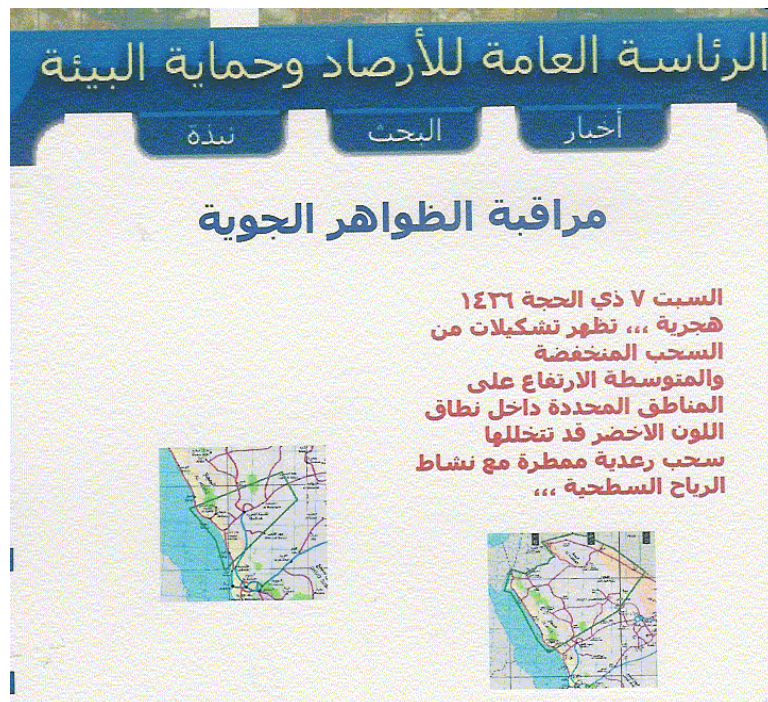 الرئاسة العامة للأرصاد وحماية البيئة
أخبار
البحث
نبذة
مراقبة الظواهر الجوية
السبت ٧ ذي الحجة ١٤٣٦
هجرية ،،، تظهر تشكيلات من
السحب المنخفضة
والمتوسطة الارتفاع على
المناطق المحددة داخل نطاق
اللون الاخضر قد تتخللها
سحب رعدية ممطرة مع نشاط
الرياح السطحية ،،،